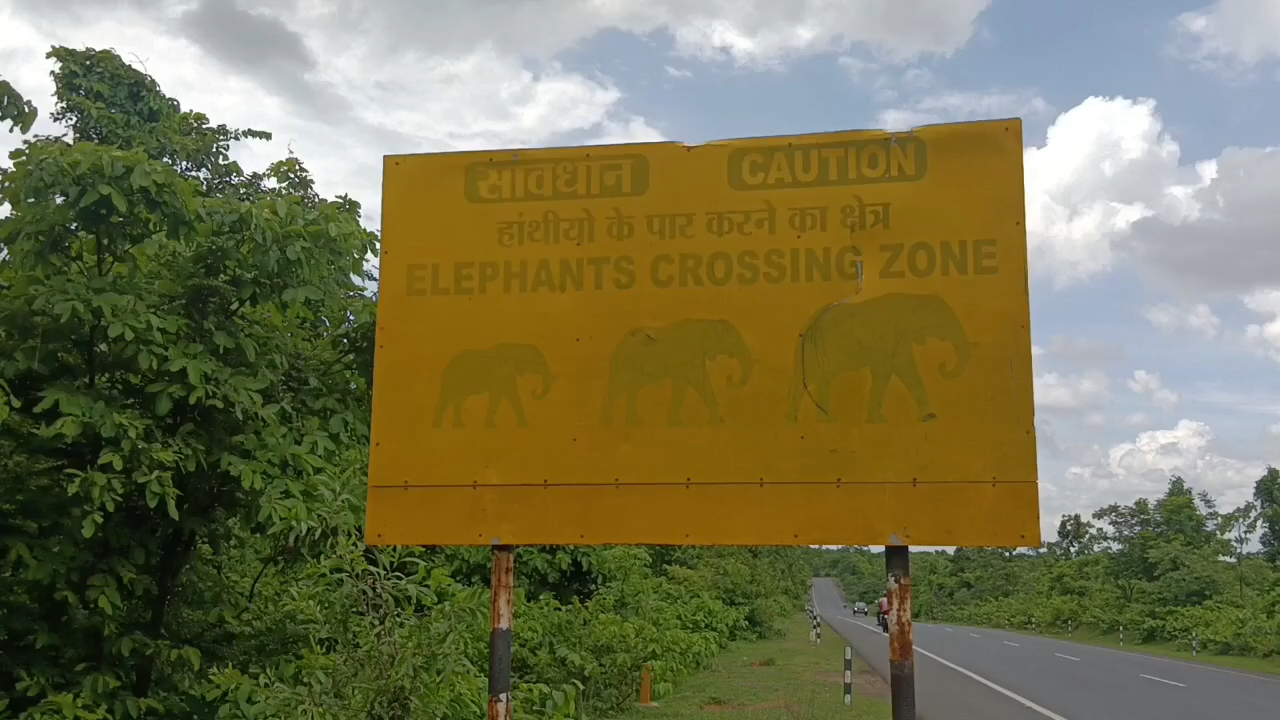 सावधान CAUTION
हांथीयो के पार करने का क्षेत्र
ELEPHANTS CROSSING ZONE